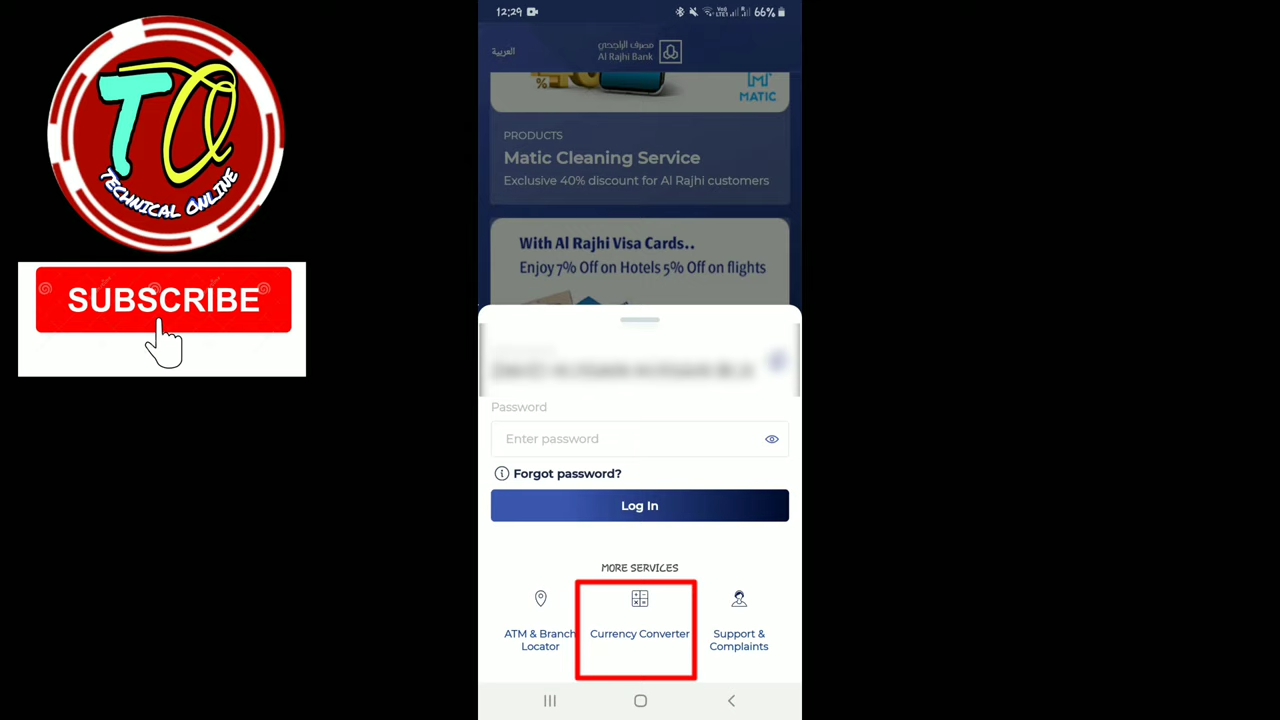 TO
TECHNICAL ONLINE
SUBSCRIBE
12:29
66%
العربية
مصرف الراجحي
Al Rajhi Bank
%
MATIC
PRODUCTS
Matic Cleaning Service
Exclusive 40% discount for Al Rajhi customers
With Al Rajhi Visa Cards..
Enjoy 7% Off on Hotels 5% Off on flights
Password
Enter password
Forgot password?
Log In
MORE SERVICES
ATM & Branch
Locator
Currency Converter
Support &
Complaints